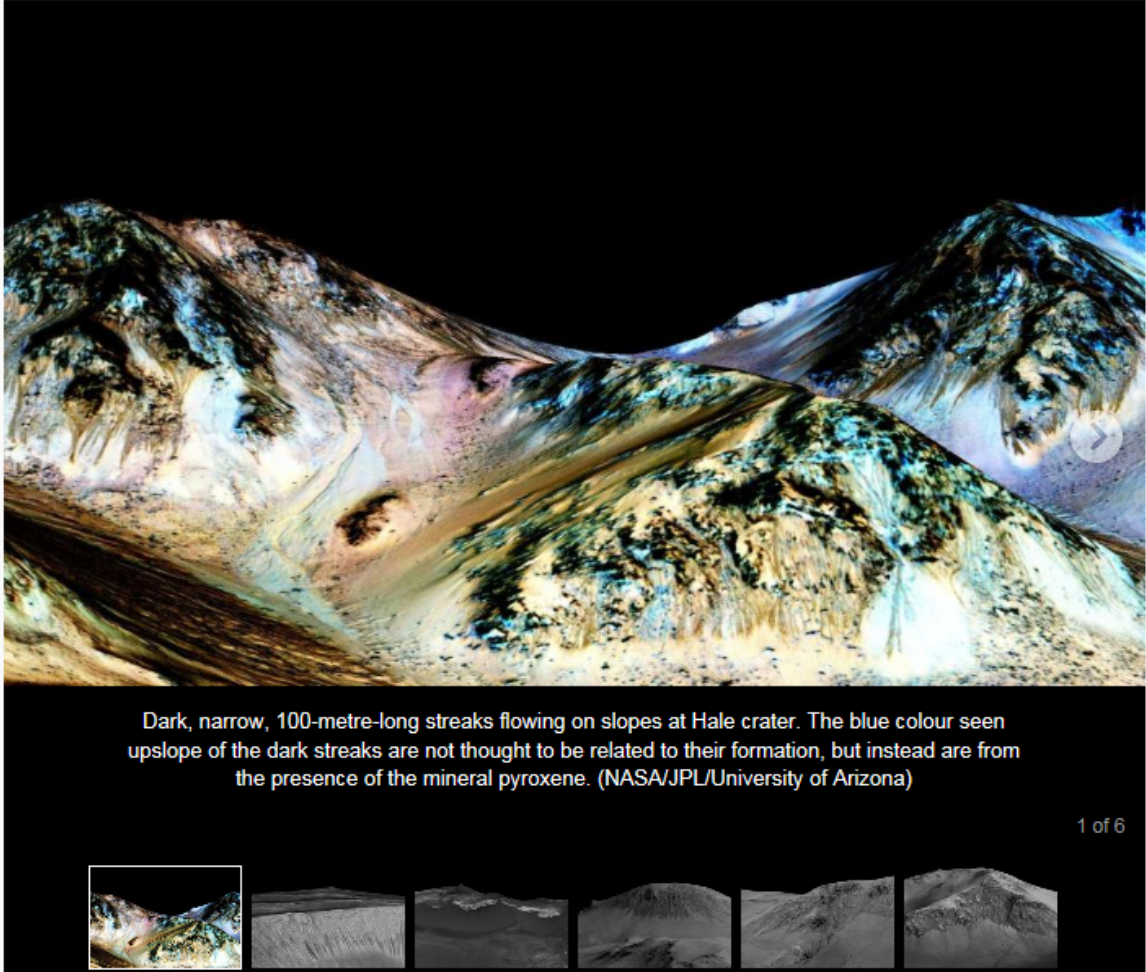 Dark, narrow, 100-metre-long streaks flowing on slopes at Hale crater. The blue colour seen
upslope of the dark streaks are not thought to be related to their formation, but instead are from
the presence of the mineral pyroxene. (NASA/JPL/University of Arizona)
1 of 6